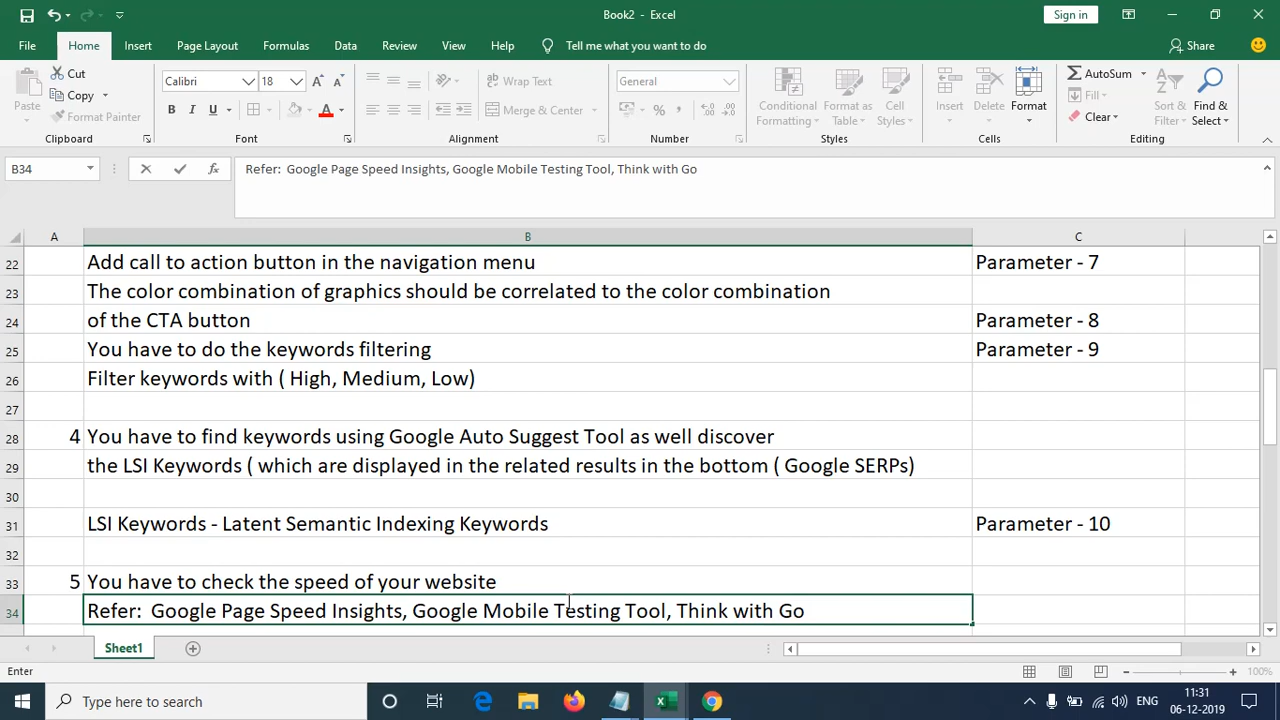 Book2 - Excel
Sign in
File Home Insert Page Layout Formulas Data Review View Help Tell me what you want to do Share
Paste Cut Copy Format Painter Clipboard
Calibri 18 A A B I U A Font
Wrap Text Merge & Center Alignment
General % , Number
Conditional Formatting Format as Table Cell Styles Styles
Insert Delete Format Cells
AutoSum Fill Clear Sort & Filter Find & Select Editing
B34 fx Refer: Google Page Speed Insights, Google Mobile Testing Tool, Think with Go
A B C
22 Add call to action button in the navigation menu Parameter - 7
23 The color combination of graphics should be correlated to the color combination
24 of the CTA button Parameter - 8
25 You have to do the keywords filtering Parameter - 9
26 Filter keywords with ( High, Medium, Low)
27
28 4 You have to find keywords using Google Auto Suggest Tool as well discover
29 the LSI Keywords ( which are displayed in the related results in the bottom ( Google SERPs)
30
31 LSI Keywords - Latent Semantic Indexing Keywords Parameter - 10
32
33 5 You have to check the speed of your website
34 Refer: Google Page Speed Insights, Google Mobile Testing Tool, Think with Go
Sheet1
Enter 100%
Type here to search ENG 11:31
06-12-2019